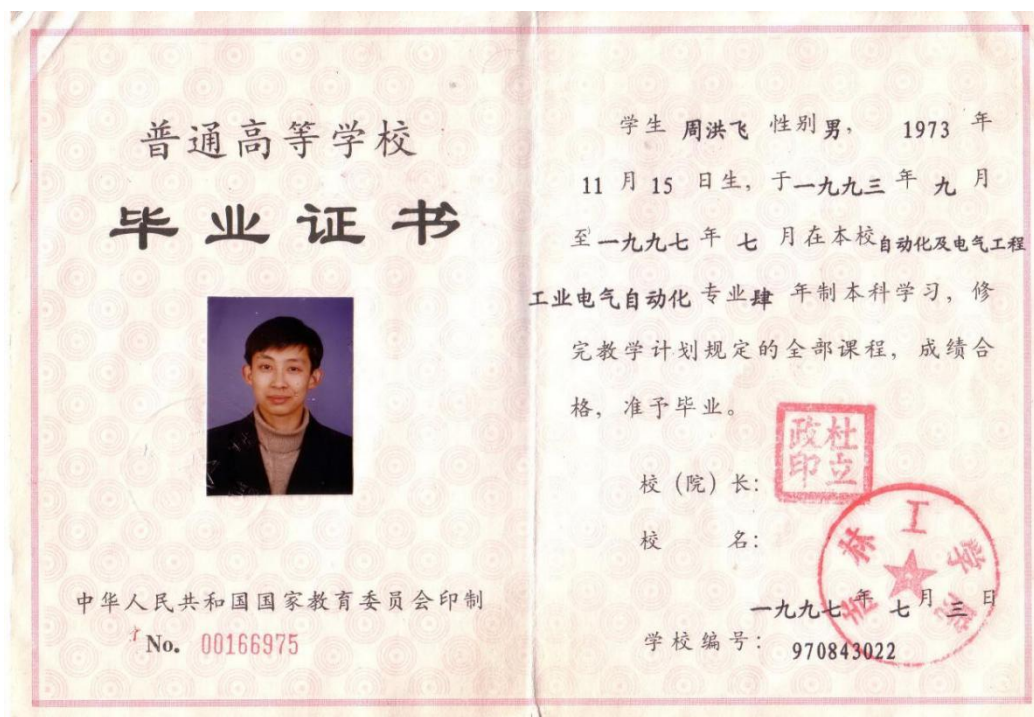 普通高等学校
毕业证书
中华人民共和国国家教育委员会印制
No. 00166975
学生 周洪飞 性别 男, 1973 年
11 月 15 日生, 于 一九九三 年 九 月
至 一九九七 年 七 月在本校 自动化及电气工程
工业电气自动化 专业 肆 年制本科学习, 修
完教学计划规定的全部课程, 成绩合
格, 准予毕业。
校 (院) 长:
杜立政印
校 名:
吉林工学院
一九九七 年 七 月 三 日
学校编号: 970843022